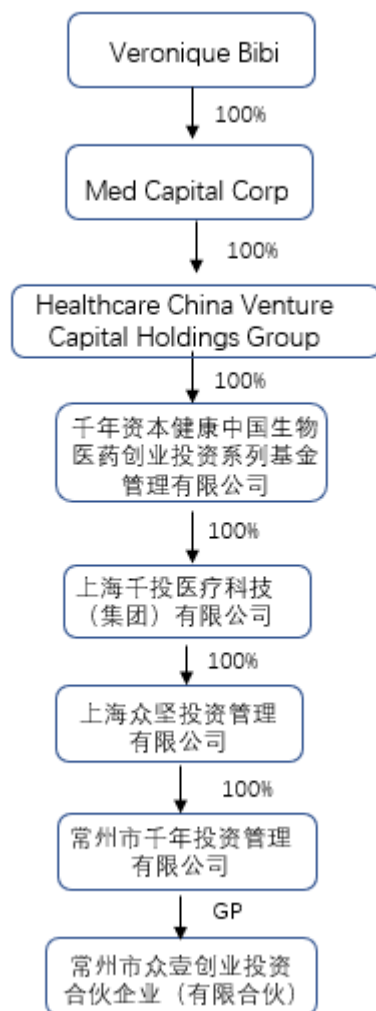 Veronique Bibi
100%
Med Capital Corp
100%
Healthcare China Venture
Capital Holdings Group
100%
千年资本健康中国生物
医药创业投资系列基金
管理有限公司
100%
上海千投医疗科技
（集团）有限公司
100%
上海众坚投资管理
有限公司
100%
常州市千年投资管理
有限公司
GP
常州市众壹创业投资
合伙企业（有限合伙）